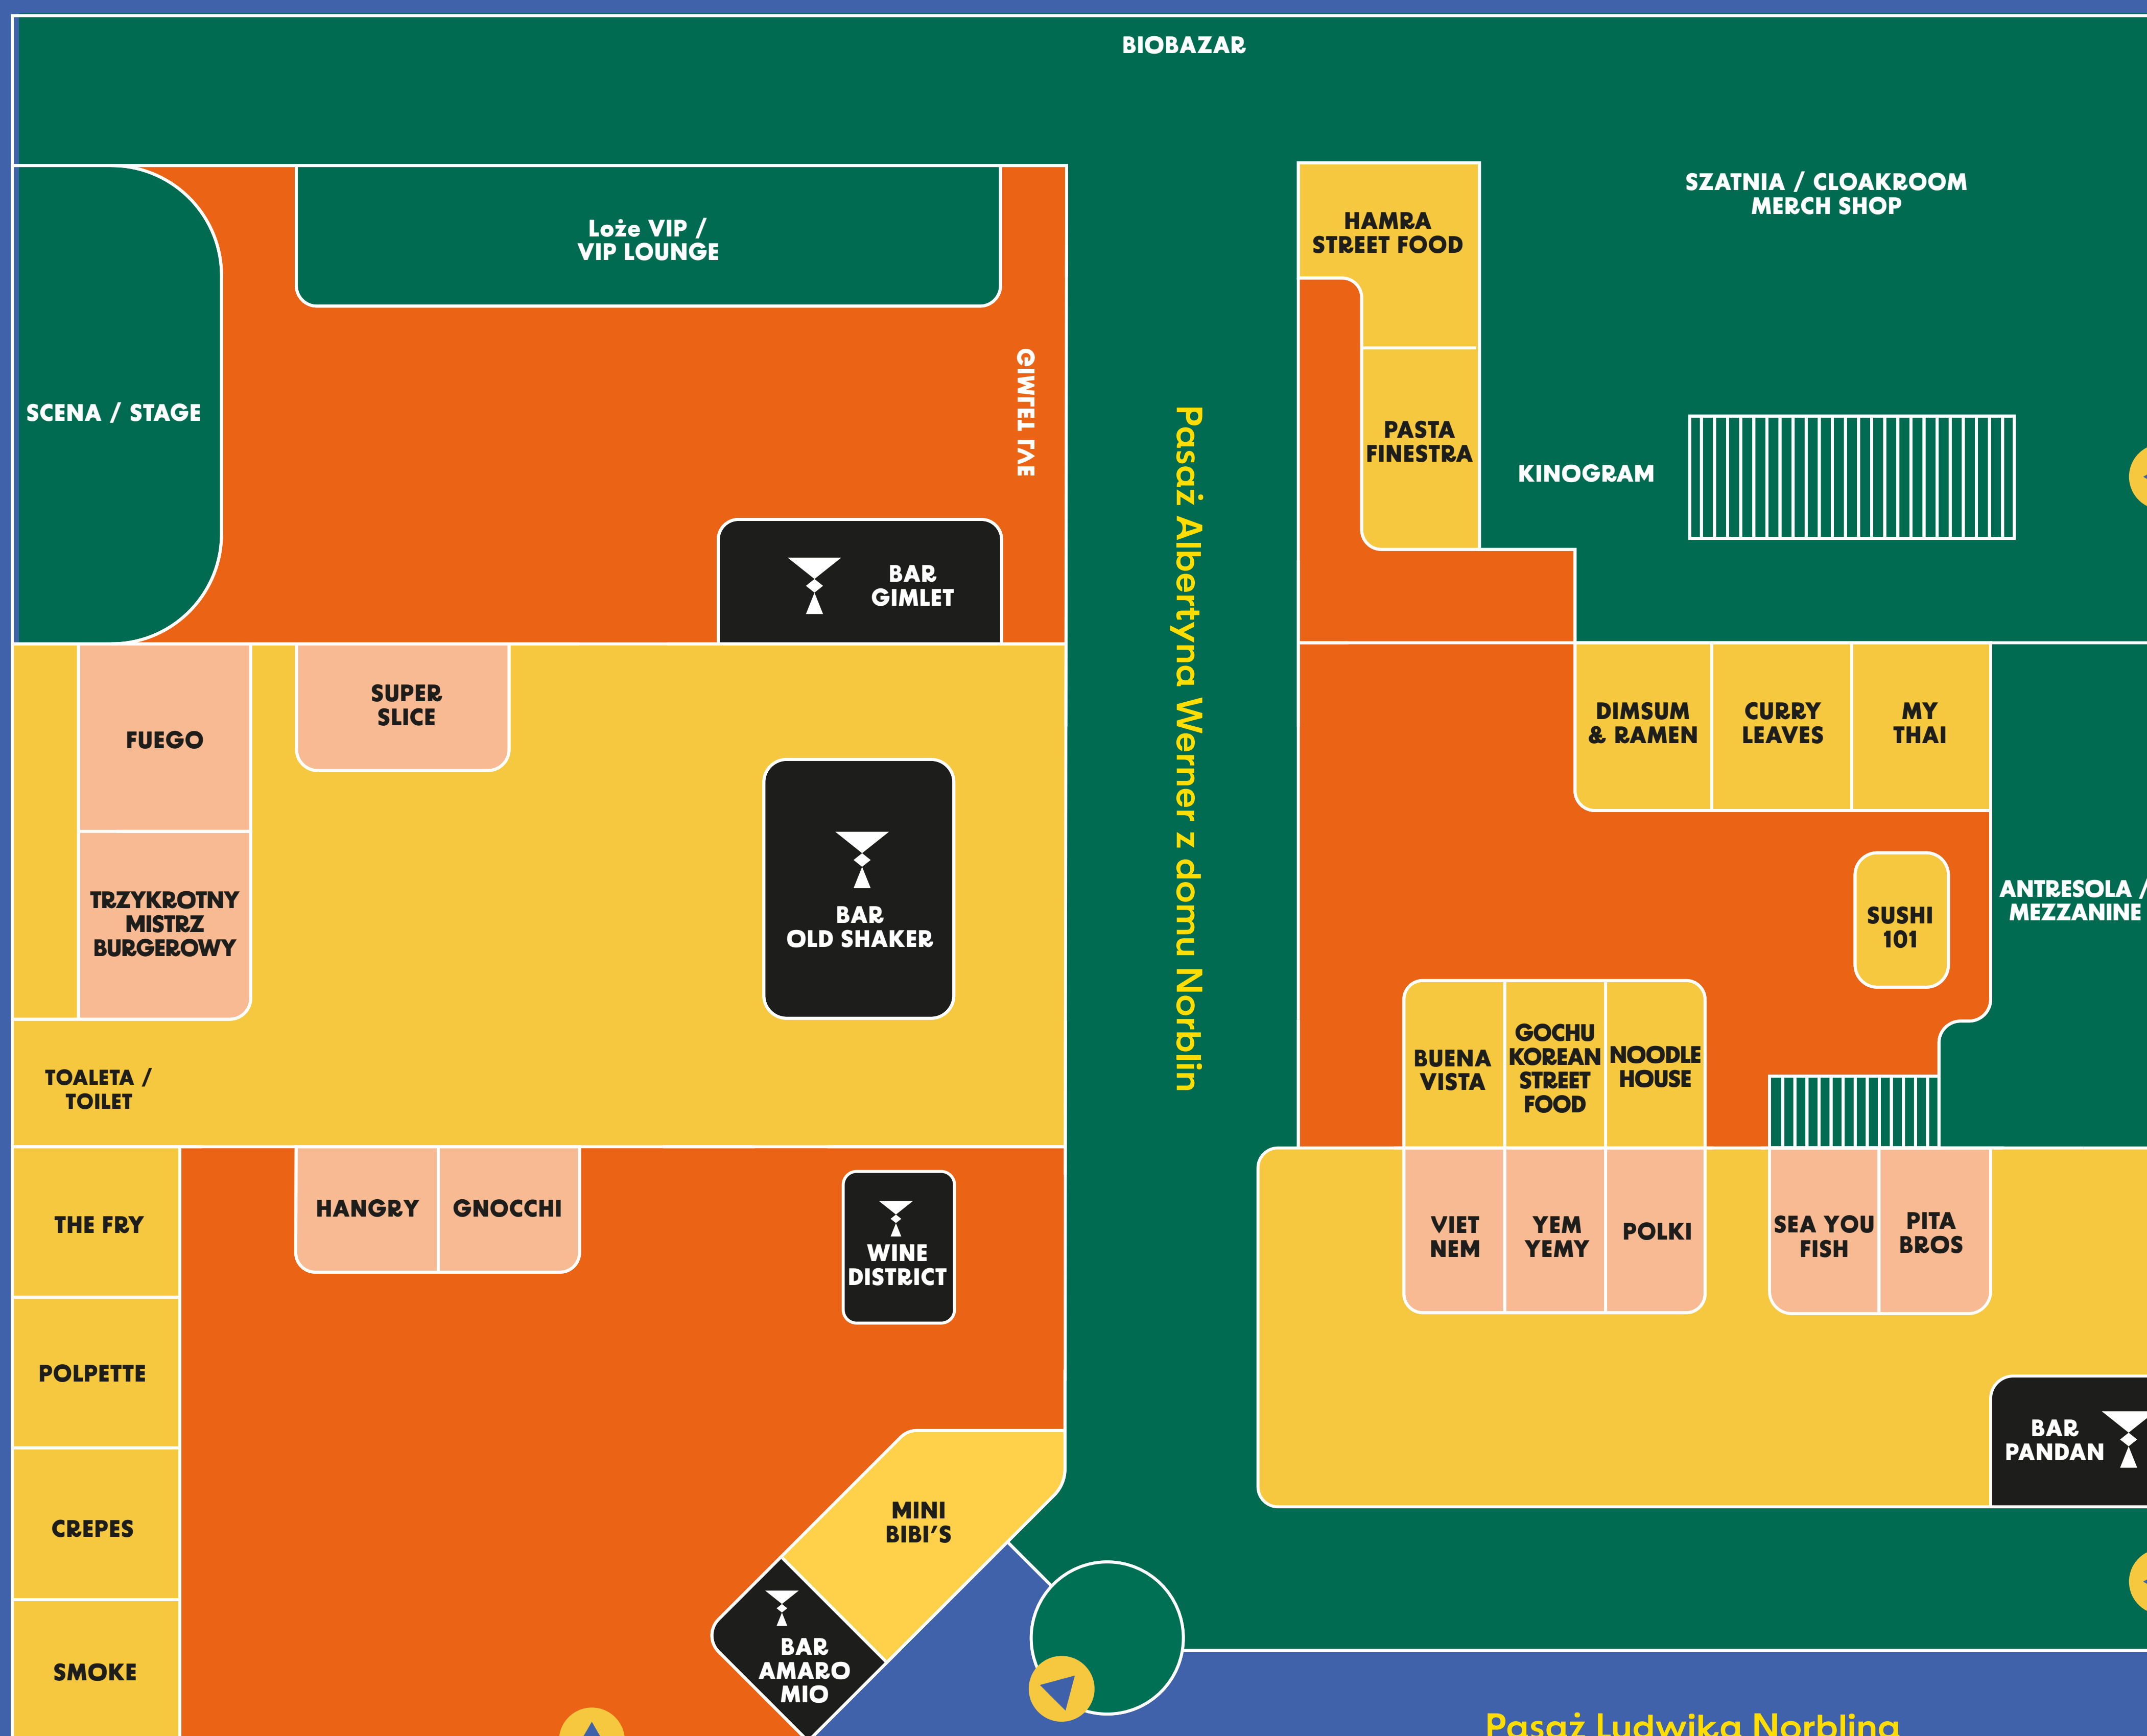 BIOBAZAR
Loże VIP /
VIP LOUNGE
SCENA / STAGE
GIMLET LVE
BAR
GIMLET
FUEGO
SUPER
SLICE
TRZYKROTNY
MISTRZ
BURGEROWY
BAR
OLD SHAKER
TOALETA /
TOILET
THE FRY
HANGRY
GNOCCHI
WINE
DISTRICT
POLPETTE
CREPES
SMOKE
MINI
BIBI'S
BAR
AMARO
MIO
Pasaż Albertyna Werner z domu Norblin
HAMRA
STREET FOOD
SZATNIA / CLOAKROOM
MERCH SHOP
PASTA
FINESTRA
KINOGRAM
DIMSUM
& RAMEN
CURRY
LEAVES
MY
THAI
SUSHI
101
ANTRESOLA /
MEZZANINE
BUENA
VISTA
GOCHU
KOREAN
STREET
FOOD
NOODLE
HOUSE
VIET
NEM
YEM
YEMY
POLKI
SEA YOU
FISH
PITA
BROS
BAR
PANDAN
Pasaż Ludwika Norblina